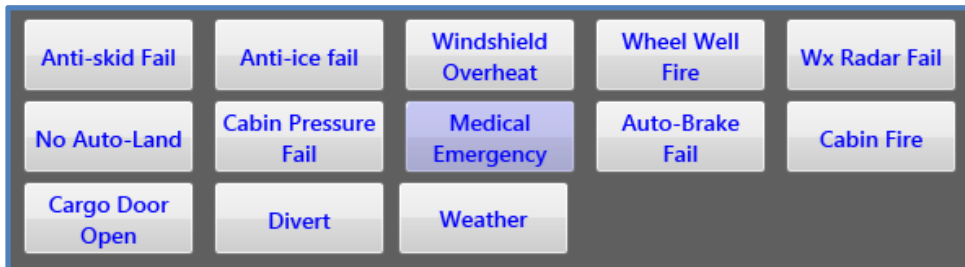 Anti-skid Fail
Anti-ice fail
Windshield
Overheat
Wheel Well
Fire
Wx Radar Fail
No Auto-Land
Cabin Pressure
Fail
Medical
Emergency
Auto-Brake
Fail
Cabin Fire
Cargo Door
Open
Divert
Weather